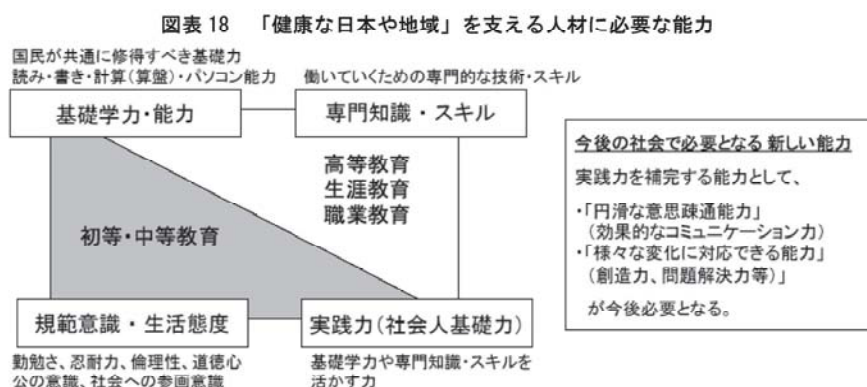 図表 18 「健康な日本や地域」を支える人材に必要な能力
国民が共通に修得すべき基礎力
読み・書き・計算(算盤)・パソコン能力
基礎学力・能力
働いていくための専門的な技術・スキル
専門知識・スキル
高等教育
生涯教育
職業教育
初等・中等教育
規範意識・生活態度
勤勉さ、忍耐力、倫理性、道徳心
公の意識、社会への参画意識
実践力(社会人基礎力)
基礎学力や専門知識・スキルを
活かす力
今後の社会で必要となる 新しい能力
実践力を補完する能力として、
・「円滑な意思疎通能力」
(効果的なコミュニケーション力)
・「様々な変化に対応できる能力」
(創造力、問題解決力等)」
が今後必要となる。